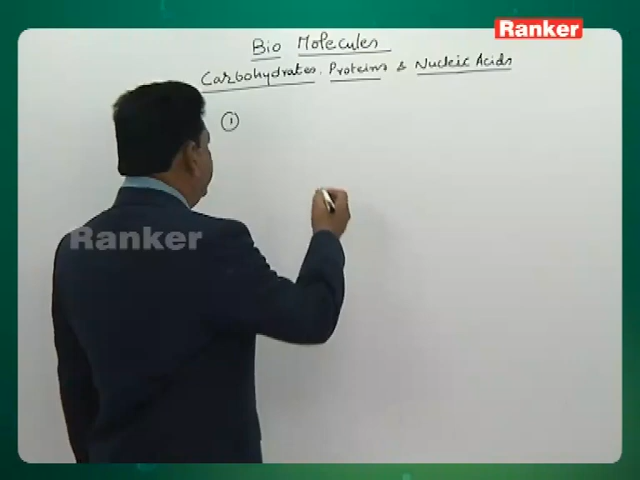 Ranker
Bio Molecules
Carbohydrates, Proteins & Nucleic Acids
①
Ranker